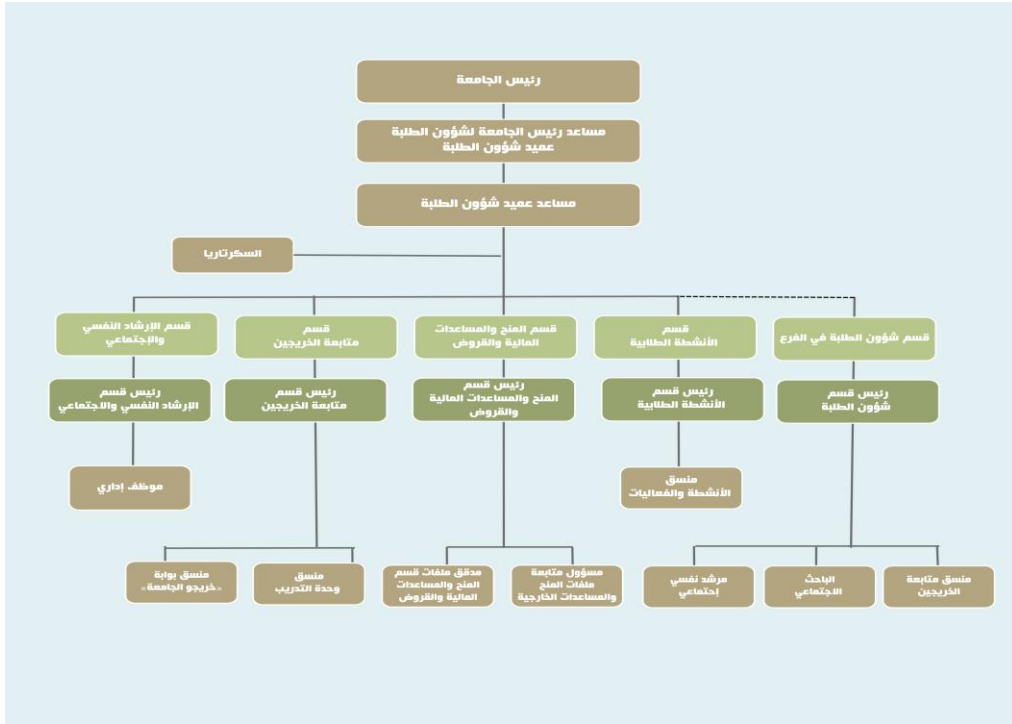 رئيس الجامعة
مساعد رئيس الجامعة لشؤون الطلبة
عميد شؤون الطلبة
مساعد عميد شؤون الطلبة
السكرتاريا
قسم شؤون الطلبة في الفرع
قسم
الأنشطة الطلابية
قسم المنح والمساعدات
المالية والقروض
قسم
متابعة الخريجين
قسم الإرشاد النفسي
والإجتماعي
رئيس قسم
شؤون الطلبة
رئيس قسم
الأنشطة الطلابية
رئيس قسم
المنح والمساعدات المالية
والقروض
رئيس قسم
متابعة الخريجين
رئيس قسم
الإرشاد النفسي والاجتماعي
منسق
الأنشطة والفعاليات
موظف إداري
منسق متابعة
الخريجين
الباحث
الاجتماعي
مرشد نفسي
إجتماعي
مسؤول متابعة
ملفات المنح
والمساعدات الخارجية
مدقق ملفات قسم
المنح والمساعدات
المالية والقروض
منسق
وحدة التدريب
منسق بوابة
«خريجو الجامعة»